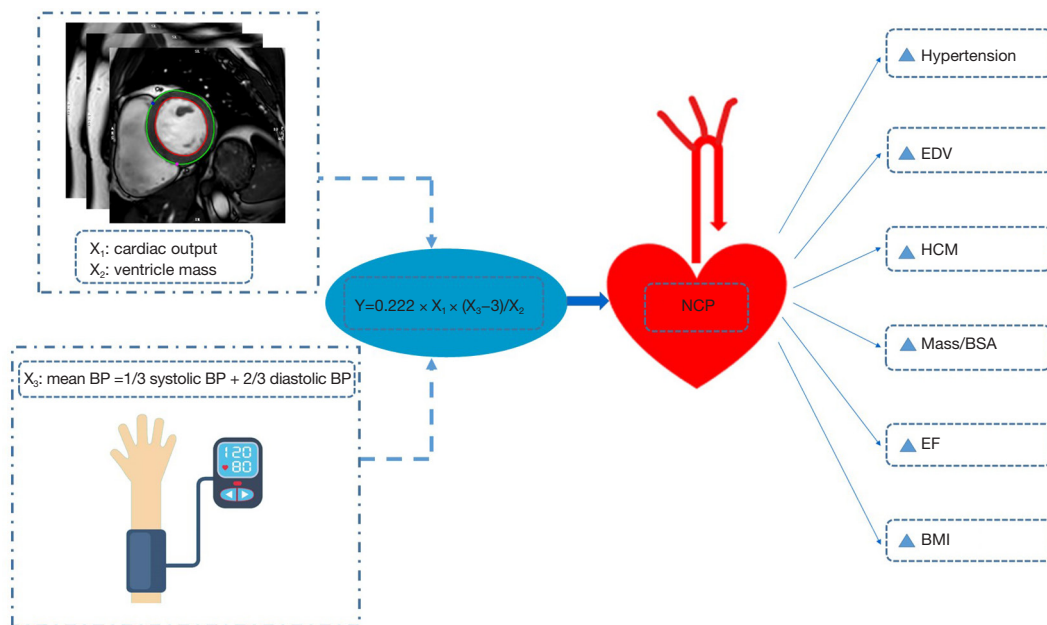 X₁: cardiac output
X₂: ventricle mass
Y=0.222 × X₁ × (X₃−3)/X₂
X₃: mean BP =1/3 systolic BP + 2/3 diastolic BP
120
80
NCP
Hypertension
EDV
HCM
Mass/BSA
EF
BMI